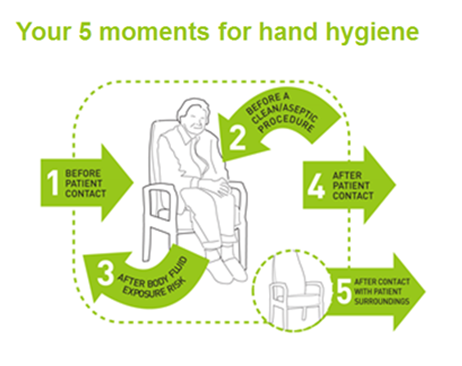 Your 5 moments for hand hygiene
1
BEFORE
PATIENT
CONTACT
2
BEFORE A
CLEAN/ASEPTIC
PROCEDURE
3
AFTER BODY FLUID
EXPOSURE RISK
4
AFTER
PATIENT
CONTACT
5
AFTER CONTACT
WITH PATIENT
SURROUNDINGS